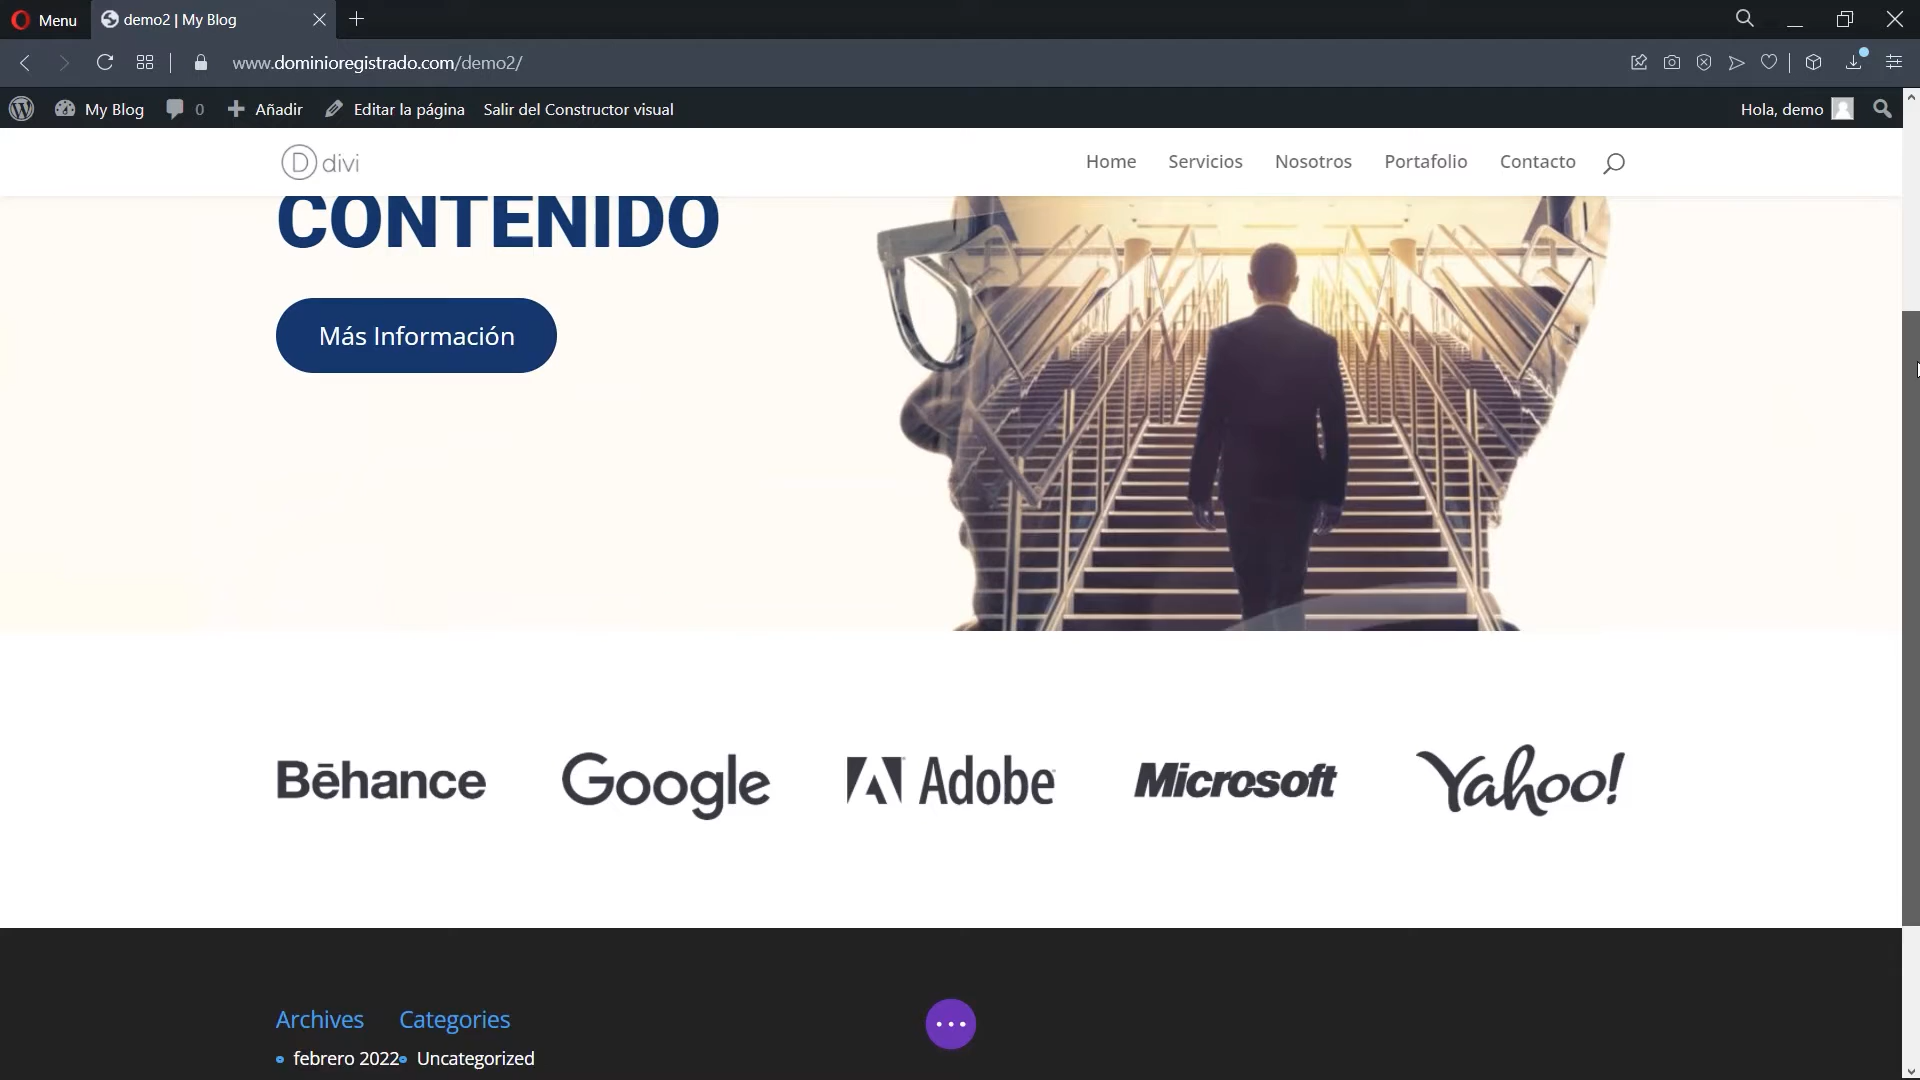 Menu
demo2 | My Blog
www.dominioregistrado.com/demo2/
My Blog 0 Añadir Editar la página Salir del Constructor visual Hola, demo
D divi
Home Servicios Nosotros Portafolio Contacto
CONTENIDO
Más Información
Bēhance Google Adobe Microsoft Yahoo!
Archives Categories
febrero 2022 Uncategorized